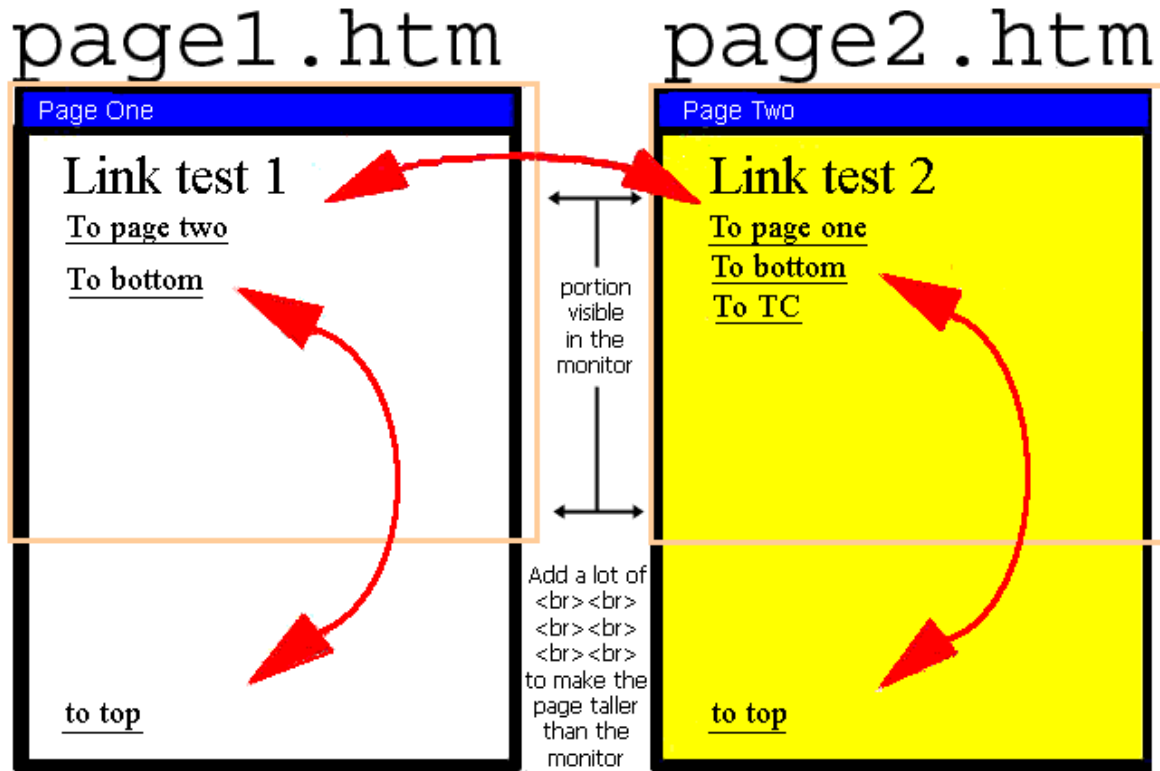 page1.htm
Page One
Link test 1
To page two
To bottom
to top
portion
visible
in the
monitor
Add a lot of
<br><br>
<br><br>
<br><br>
to make the
page taller
than the
monitor
page2.htm
Page Two
Link test 2
To page one
To bottom
To TC
to top